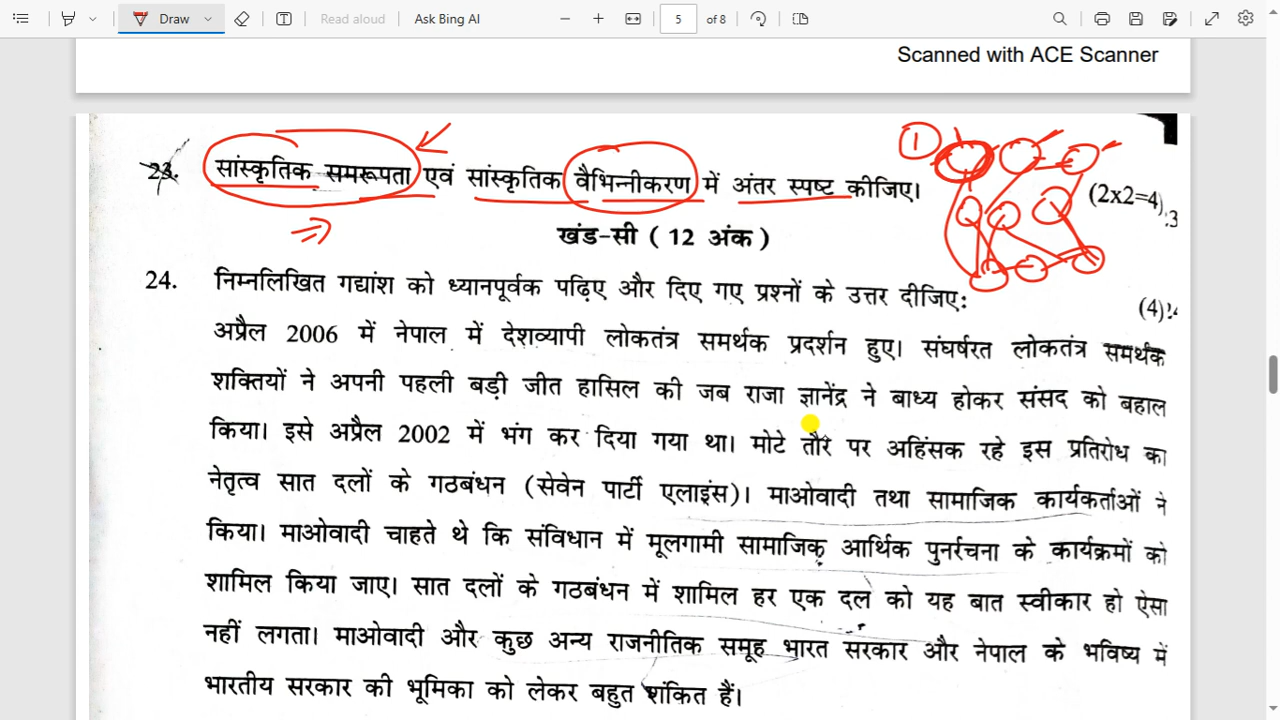 Draw
Read aloud
Ask Bing AI
5
of 8
Scanned with ACE Scanner
①
23. सांस्कृतिक समरूपता एवं सांस्कृतिक वैभिन्नीकरण में अंतर स्पष्ट कीजिए।
(2x2=4)
खंड-सी ( 12 अंक )
24. निम्नलिखित गद्यांश को ध्यानपूर्वक पढ़िए और दिए गए प्रश्नों के उत्तर दीजिए:
(4)
अप्रैल 2006 में नेपाल में देशव्यापी लोकतंत्र समर्थक प्रदर्शन हुए। संघर्षरत लोकतंत्र समर्थक
शक्तियों ने अपनी पहली बड़ी जीत हासिल की जब राजा ज्ञानेंद्र ने बाध्य होकर संसद को बहाल
किया। इसे अप्रैल 2002 में भंग कर दिया गया था। मोटे तौर पर अहिंसक रहे इस प्रतिरोध का
नेतृत्व सात दलों के गठबंधन (सेवेन पार्टी एलाइंस)। माओवादी तथा सामाजिक कार्यकर्ताओं ने
किया। माओवादी चाहते थे कि संविधान में मूलगामी सामाजिक आर्थिक पुनर्रचना के कार्यक्रमों को
शामिल किया जाए। सात दलों के गठबंधन में शामिल हर एक दल को यह बात स्वीकार हो ऐसा
नहीं लगता। माओवादी और कुछ अन्य राजनीतिक समूह भारत सरकार और नेपाल के भविष्य में
भारतीय सरकार की भूमिका को लेकर बहुत शंकित हैं।